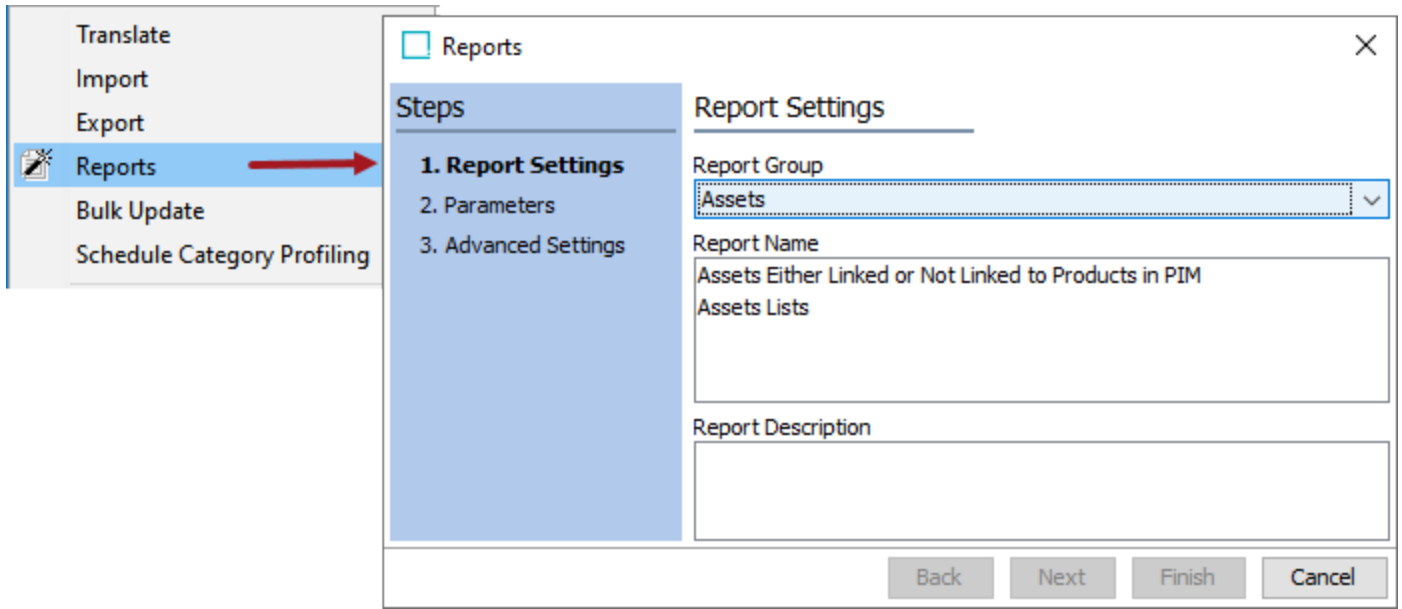 Translate
Import
Export
Reports
Bulk Update
Schedule Category Profiling
Reports
Steps
1. Report Settings
2. Parameters
3. Advanced Settings
Report Settings
Report Group
Assets
Report Name
Assets Either Linked or Not Linked to Products in PIM
Assets Lists
Report Description
Back Next Finish Cancel